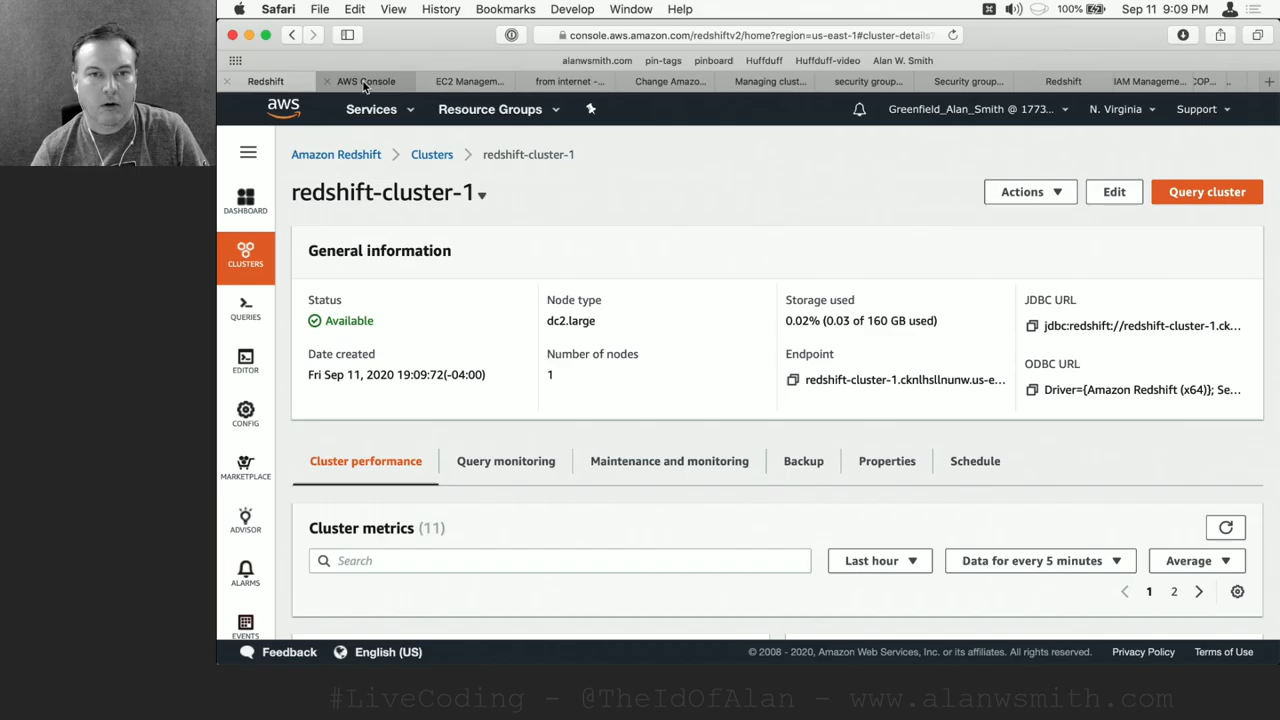 Safari File Edit View History Bookmarks Develop Window Help 100% Sep 11 9:09 PM
console.aws.amazon.com/redshiftv2/home?region=us-east-1#cluster-details?
alanwsmith.com pin-tags pinboard Huffduff Huffduff-video Alan W. Smith
Redshift AWS Console EC2 Managem... from internet -... Change Amazo... Managing clust... security group... Security group... Redshift IAM Manageme... COP...
aws Services Resource Groups Greenfield_Alan_Smith @ 1773... N. Virginia Support
Amazon Redshift Clusters redshift-cluster-1
redshift-cluster-1
Actions Edit Query cluster
DASHBOARD
CLUSTERS
QUERIES
EDITOR
CONFIG
MARKETPLACE
ADVISOR
ALARMS
EVENTS
General information
Status
Available
Date created
Fri Sep 11, 2020 19:09:72(-04:00)
Node type
dc2.large
Number of nodes
1
Storage used
0.02% (0.03 of 160 GB used)
Endpoint
redshift-cluster-1.cknlhsllnunw.us-e...
JDBC URL
jdbc:redshift://redshift-cluster-1.ck...
ODBC URL
Driver={Amazon Redshift (x64)}; Se...
Cluster performance Query monitoring Maintenance and monitoring Backup Properties Schedule
Cluster metrics (11)
Search
Last hour Data for every 5 minutes Average
1 2
Feedback English (US) © 2008 - 2020, Amazon Web Services, Inc. or its affiliates. All rights reserved. Privacy Policy Terms of Use
#LiveCoding - @TheIdOfAlan - www.alanwsmith.com